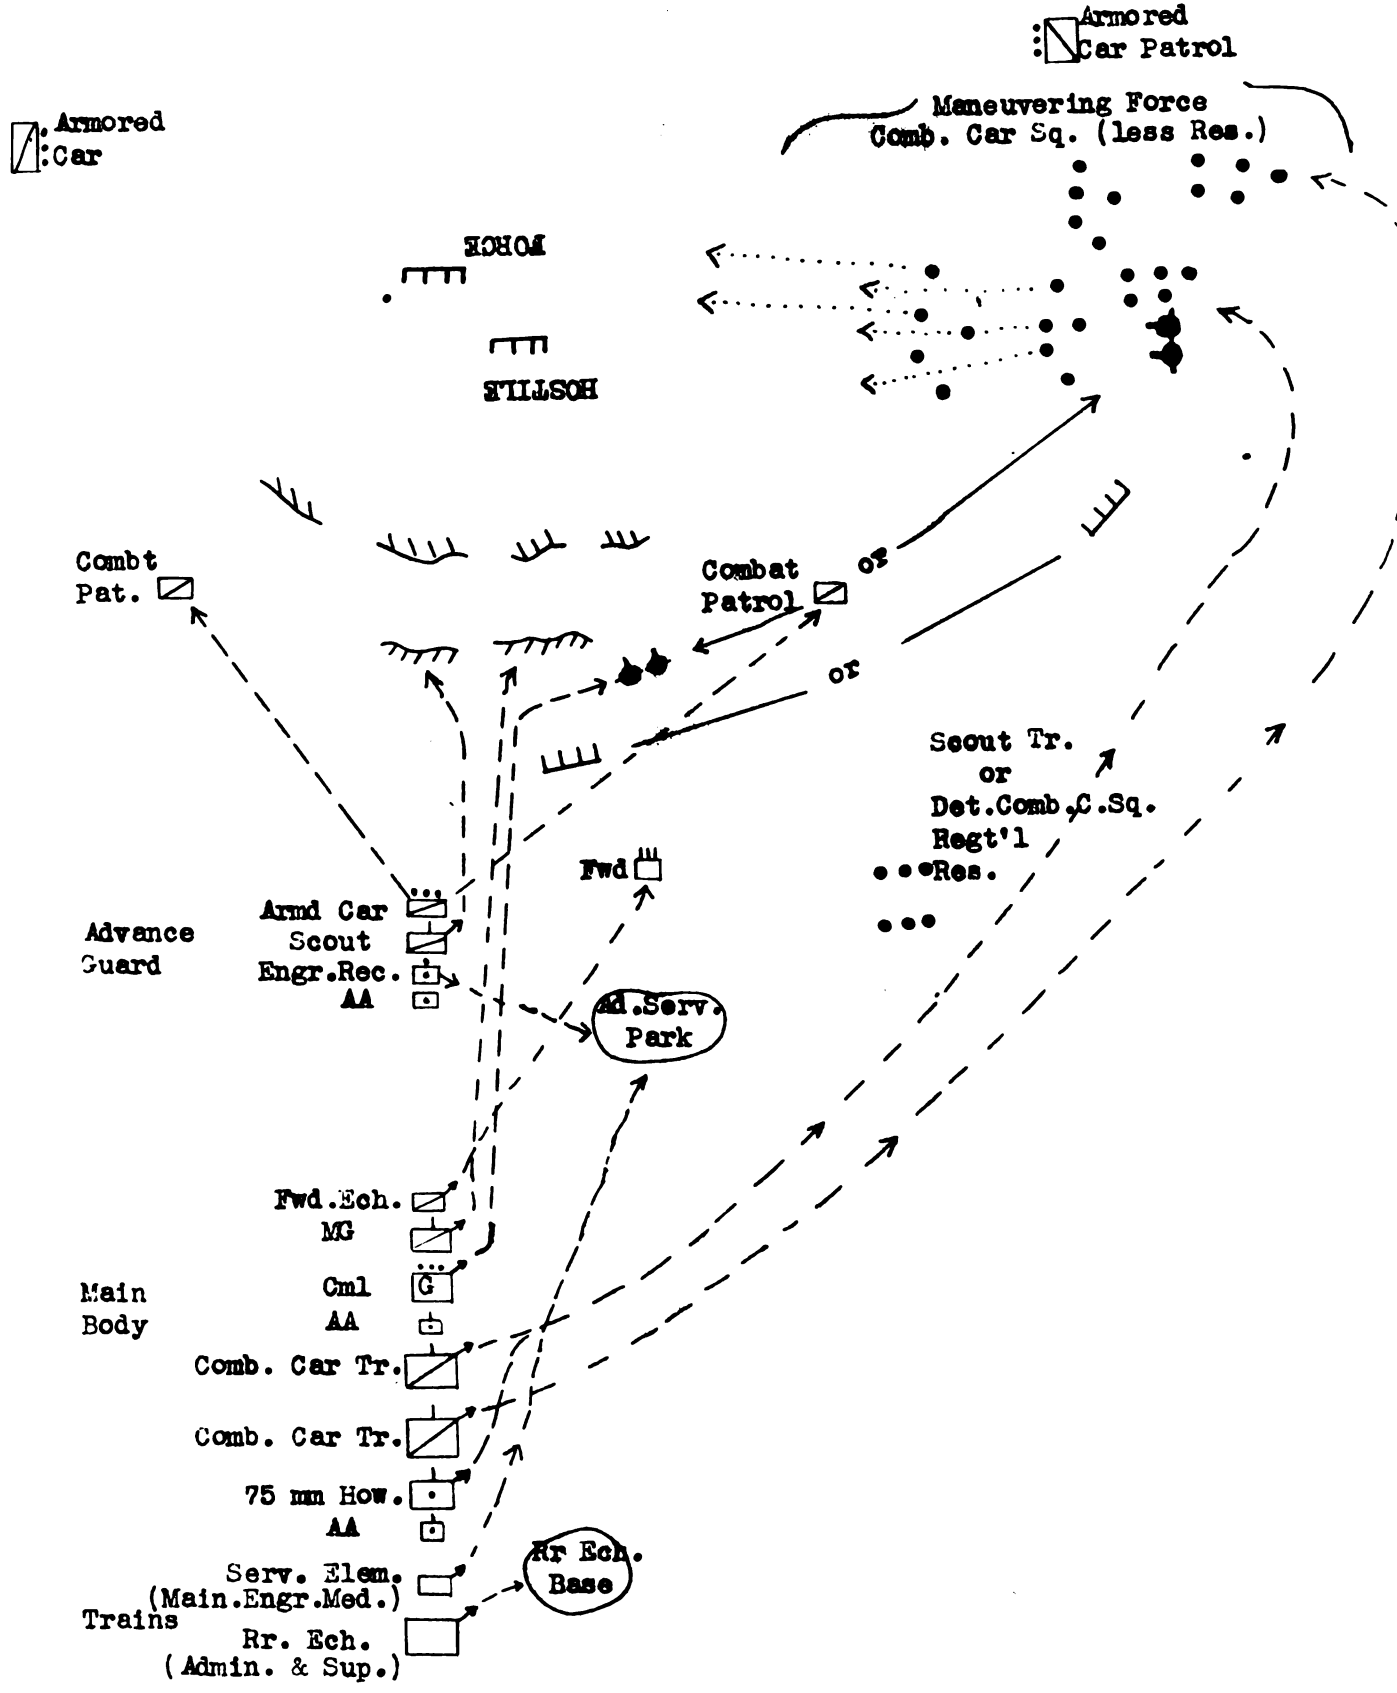 Armored
Car Patrol
Maneuvering Force
Comb. Car Sq. (less Res.)
Armored
Car
FORCE
HOSTILE
Combt
Pat.
Combat
Patrol
or
or
Scout Tr.
or
Det.Comb.C.Sq.
Regt'l
Res.
Fwd
Advance
Guard
Armd Car
Scout
Engr.Rec.
AA
Ad.Serv.
Park
Main
Body
Fwd.Ech.
MG
Cml
G
AA
Comb. Car Tr.
Comb. Car Tr.
75 mm How.
AA
Rr Ech.
Base
Trains
Serv. Elem.
(Main.Engr.Med.)
Rr. Ech.
(Admin. & Sup.)